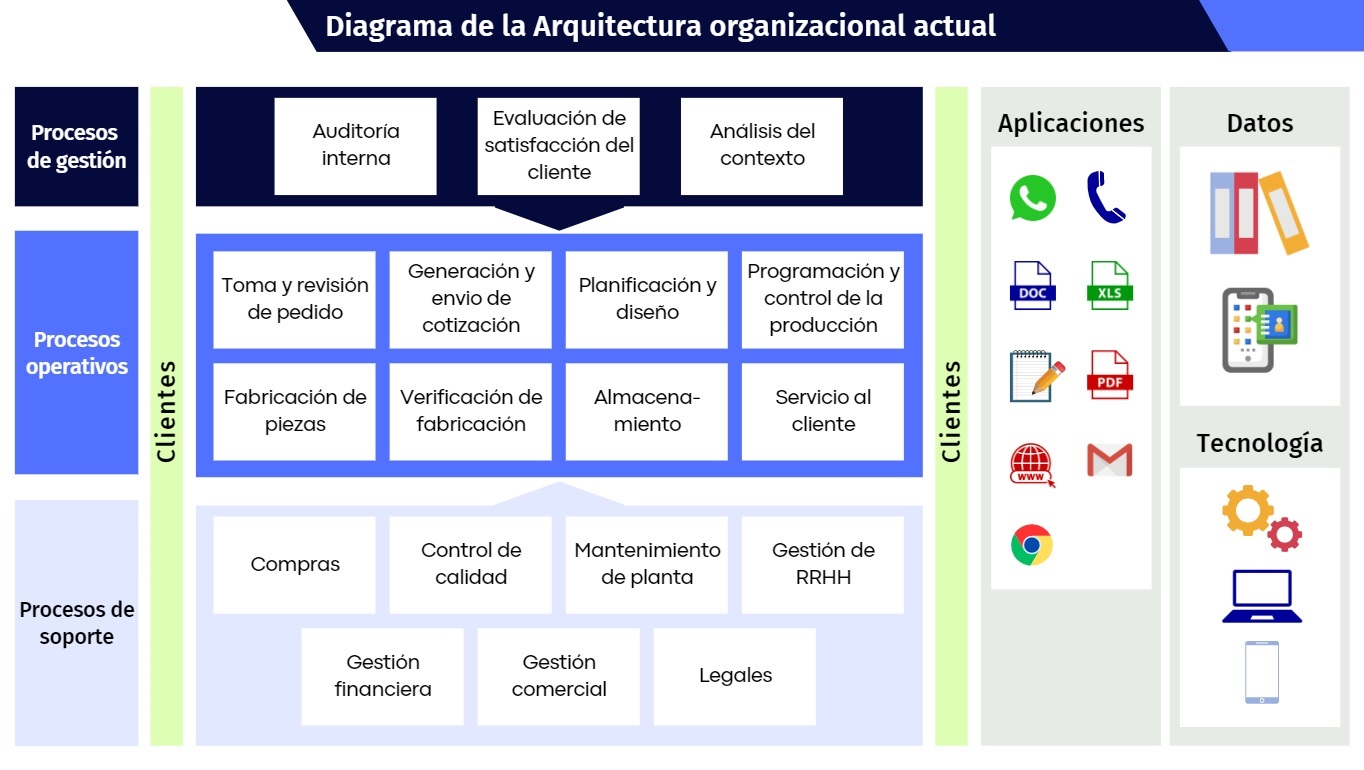 Diagrama de la Arquitectura organizacional actual
Procesos
de gestión
Clientes
Auditoría
interna
Evaluación de
satisfacción del
cliente
Análisis del
contexto
Procesos
operativos
Toma y revisión
de pedido
Generación y
envio de
cotización
Planificación y
diseño
Programación y
control de la
producción
Fabricación de
piezas
Verificación de
fabricación
Almacena-
miento
Servicio al
cliente
Procesos de
soporte
Compras
Control de
calidad
Mantenimiento
de planta
Gestión de
RRHH
Gestión
financiera
Gestión
comercial
Legales
Clientes
Aplicaciones
DOC
XLS
PDF
WWW
Datos
Tecnología